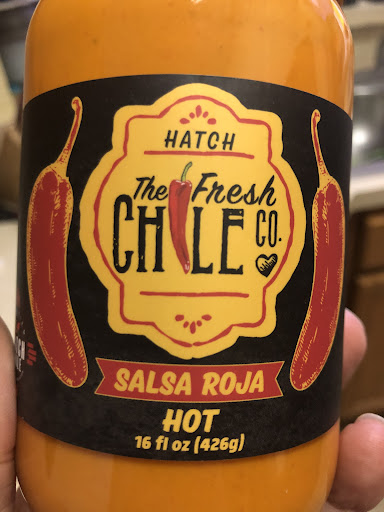 HATCH
The Fresh
CHILE CO.
SALSA ROJA
HOT
16 fl oz (426g)